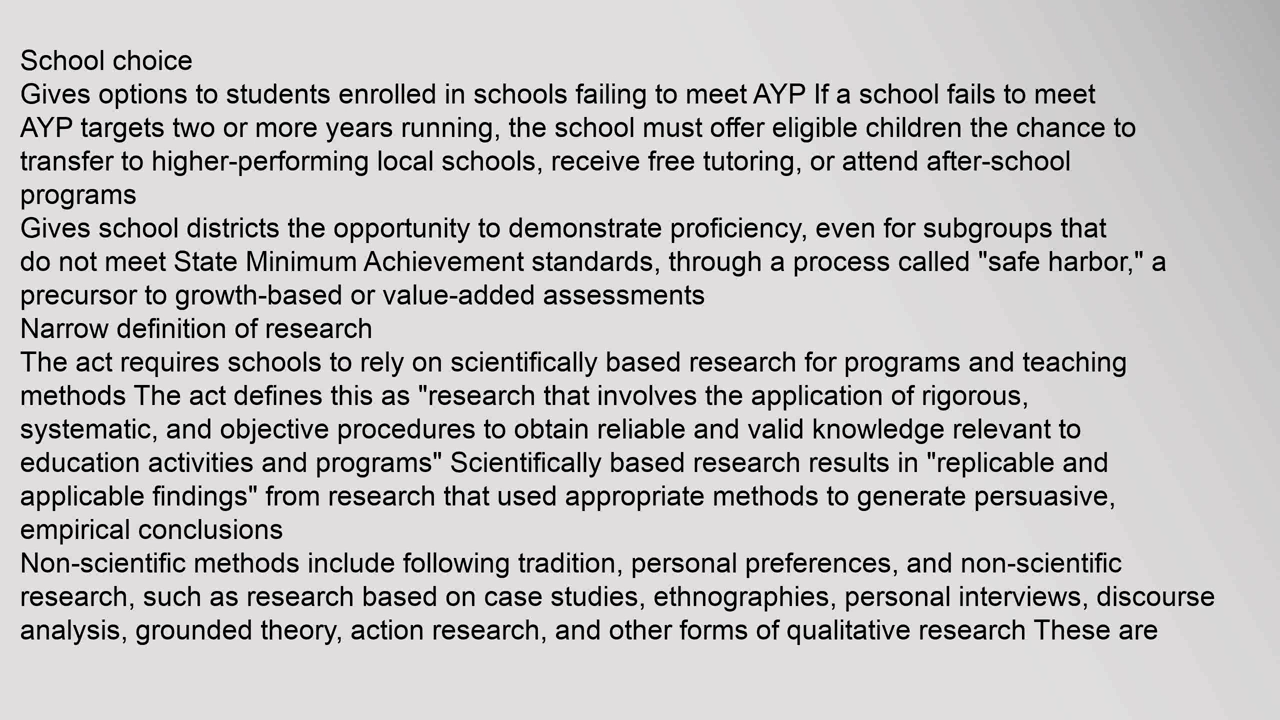 School choice
Gives options to students enrolled in schools failing to meet AYP If a school fails to meet
AYP targets two or more years running, the school must offer eligible children the chance to
transfer to higher-performing local schools, receive free tutoring, or attend after-school
programs
Gives school districts the opportunity to demonstrate proficiency, even for subgroups that
do not meet State Minimum Achievement standards, through a process called "safe harbor," a
precursor to growth-based or value-added assessments
Narrow definition of research
The act requires schools to rely on scientifically based research for programs and teaching
methods The act defines this as "research that involves the application of rigorous,
systematic, and objective procedures to obtain reliable and valid knowledge relevant to
education activities and programs" Scientifically based research results in "replicable and
applicable findings" from research that used appropriate methods to generate persuasive,
empirical conclusions
Non-scientific methods include following tradition, personal preferences, and non-scientific
research, such as research based on case studies, ethnographies, personal interviews, discourse
analysis, grounded theory, action research, and other forms of qualitative research These are